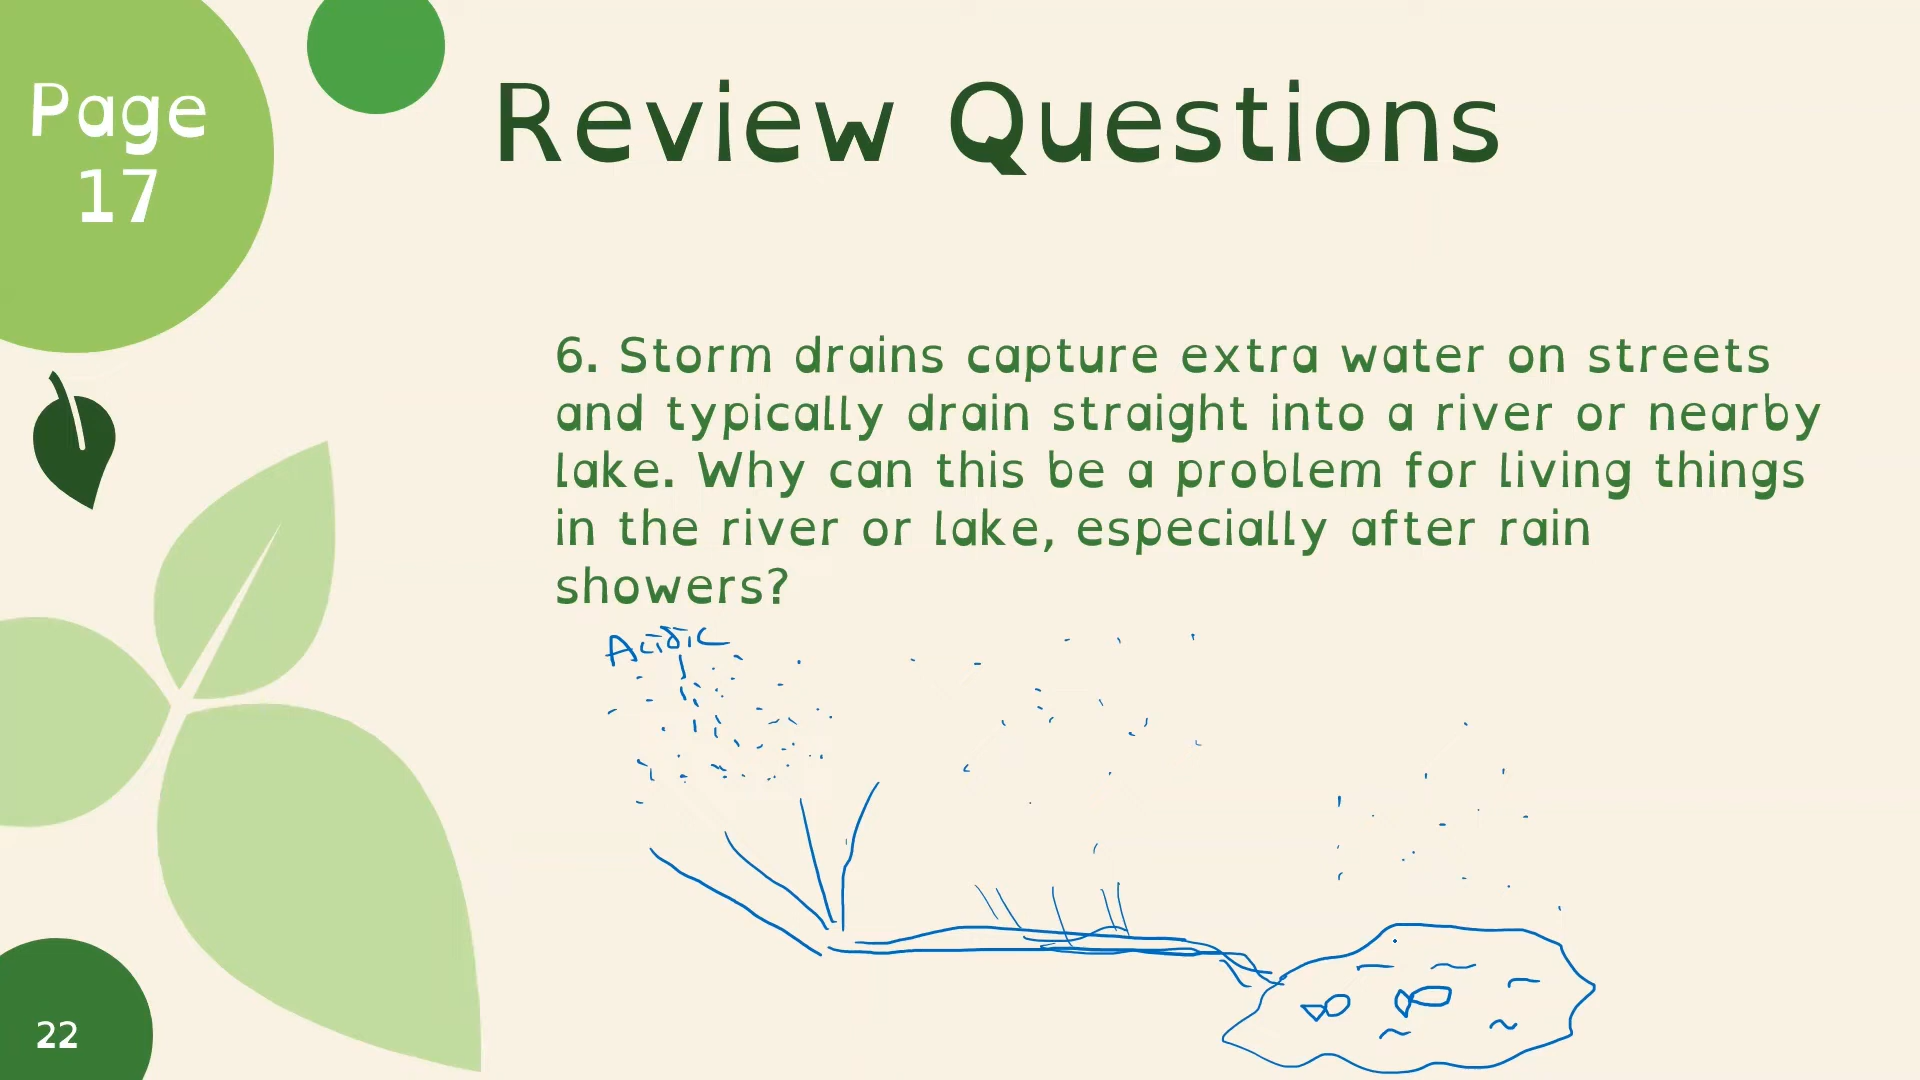 Page
17
Review Questions
6. Storm drains capture extra water on streets
and typically drain straight into a river or nearby
lake. Why can this be a problem for living things
in the river or lake, especially after rain
showers?
Acidic
22